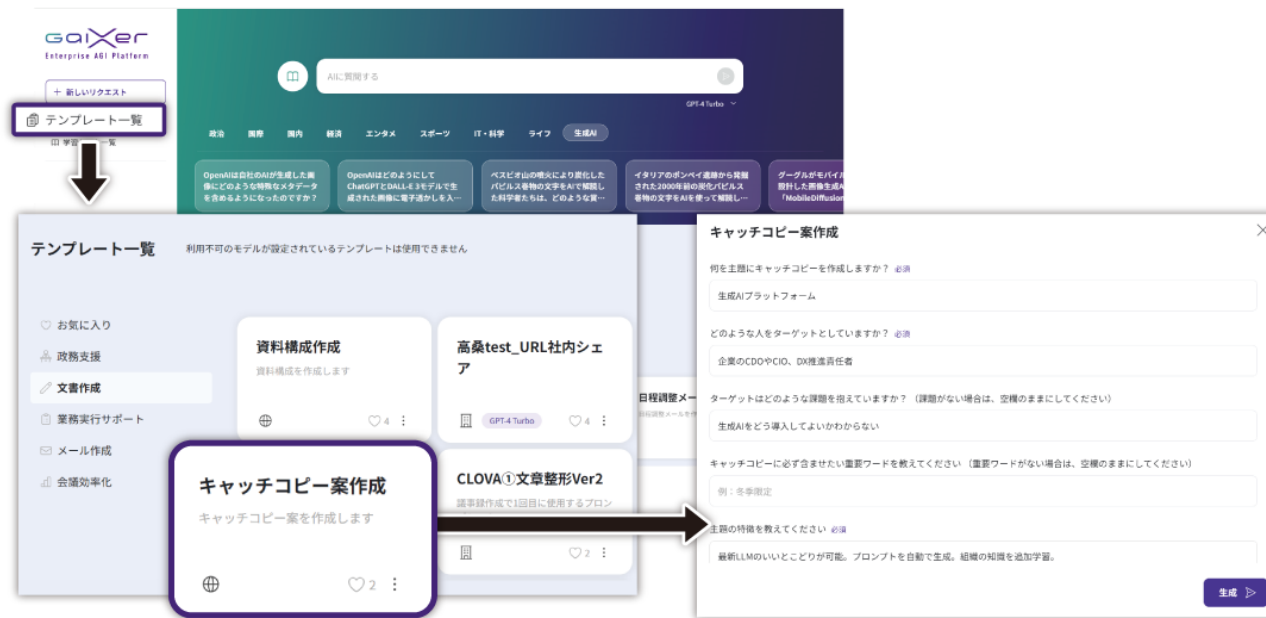 GaiXer
Enterprise AGI Platform
+ 新しいリクエスト
テンプレート一覧
AIに質問する
GPT-4 Turbo
政治 国際 国内 経済 エンタメ スポーツ IT・科学 ライフ 生成AI
OpenAIは自社のAIが生成した画
像にどのような特殊なメタデータ
を含めるようになったのですか？
OpenAIはどのようにして
ChatGPTとDALL-E 3モデルで生
成された画像に電子透かしを入…
ベスビオ山の噴火により炭化した
パピルス巻物の文字をAIで解読し
た科学者たちは、どのような賞…
イタリアのポンペイ遺跡から発掘
された2000年前の炭化パピルス
巻物の文字をAIを使って解読し…
グーグルがモバイル
設計した画像生成A
「MobileDiffusion
テンプレート一覧
利用不可のモデルが設定されているテンプレートは使用できません
お気に入り
政務支援
文書作成
業務実行サポート
メール作成
会議効率化
資料構成作成
資料構成を作成します
4
高桑test_URL社内シェ
ア
GPT-4 Turbo
4
キャッチコピー案作成
キャッチコピー案を作成します
2
CLOVA①文章整形Ver2
議事録作成で1回目に使用するプロン
2
日程調整メー
日程調整メールを作
キャッチコピー案作成
何を主題にキャッチコピーを作成しますか？ 必須
生成AIプラットフォーム
どのような人をターゲットとしていますか？ 必須
企業のCDOやCIO、DX推進責任者
ターゲットはどのような課題を抱えていますか？（課題がない場合は、空欄のままにしてください）
生成AIをどう導入してよいかわからない
キャッチコピーに必ず含ませたい重要ワードを教えてください（重要ワードがない場合は、空欄のままにしてください）
例：冬季限定
主題の特徴を教えてください 必須
最新LLMのいいとこどりが可能。プロンプトを自動で生成。組織の知識を追加学習。
生成